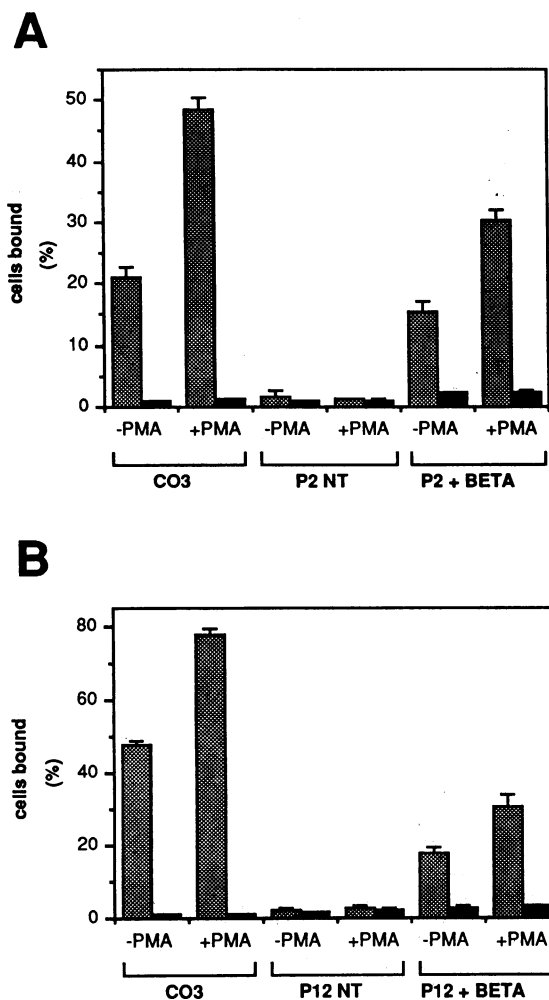 A
50
40
30
20
10
0
cells bound
(%)
-PMA +PMA -PMA +PMA -PMA +PMA
CO3 P2 NT P2 + BETA
B
80
60
40
20
0
cells bound
(%)
-PMA +PMA -PMA +PMA -PMA +PMA
CO3 P12 NT P12 + BETA